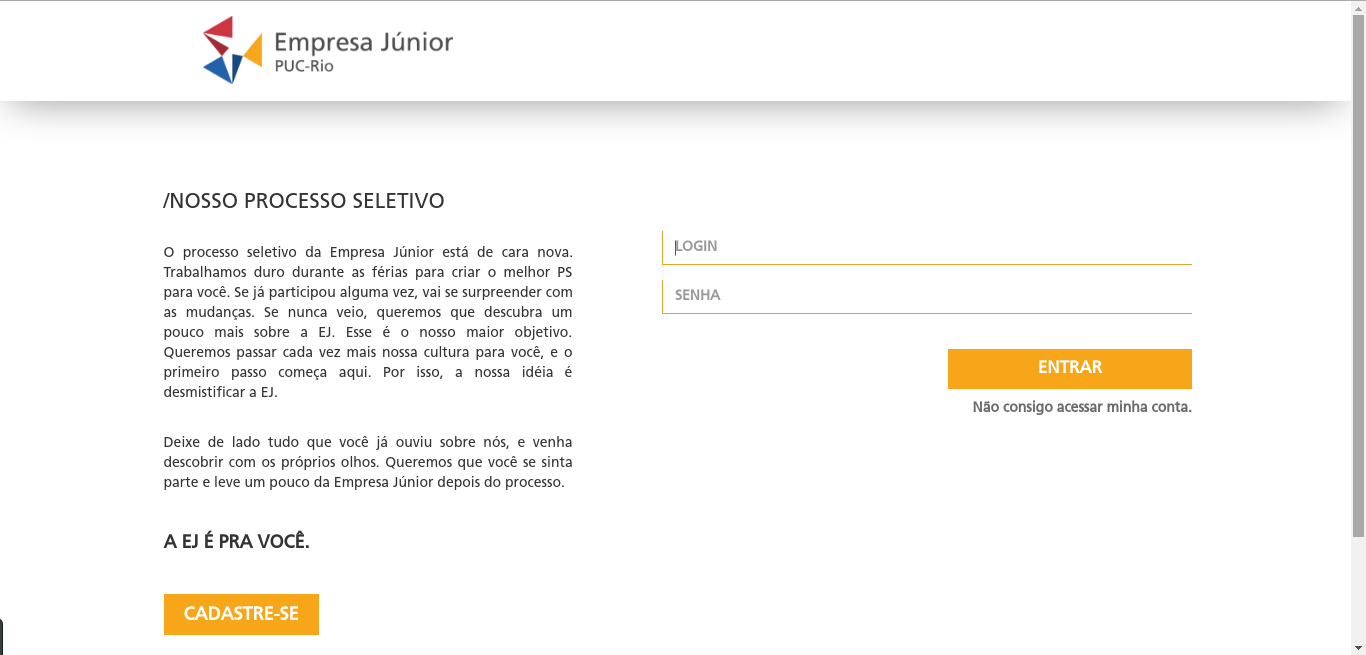 Empresa Júnior
PUC-Rio
/NOSSO PROCESSO SELETIVO
O processo seletivo da Empresa Júnior está de cara nova.
Trabalhamos duro durante as férias para criar o melhor PS
para você. Se já participou alguma vez, vai se surpreender com
as mudanças. Se nunca veio, queremos que descubra um
pouco mais sobre a EJ. Esse é o nosso maior objetivo.
Queremos passar cada vez mais nossa cultura para você, e o
primeiro passo começa aqui. Por isso, a nossa idéia é
desmistificar a EJ.
Deixe de lado tudo que você já ouviu sobre nós, e venha
descobrir com os próprios olhos. Queremos que você se sinta
parte e leve um pouco da Empresa Júnior depois do processo.
A EJ É PRA VOCÊ.
CADASTRE-SE
LOGIN
SENHA
ENTRAR
Não consigo acessar minha conta.